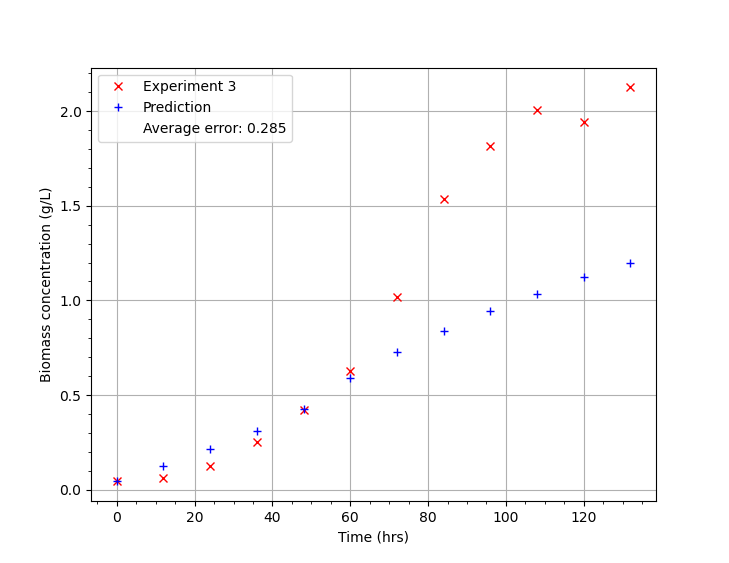 Experiment 3
Prediction
Average error: 0.285
2.0
1.5
1.0
0.5
0.0
Biomass concentration (g/L)
0 20 40 60 80 100 120
Time (hrs)